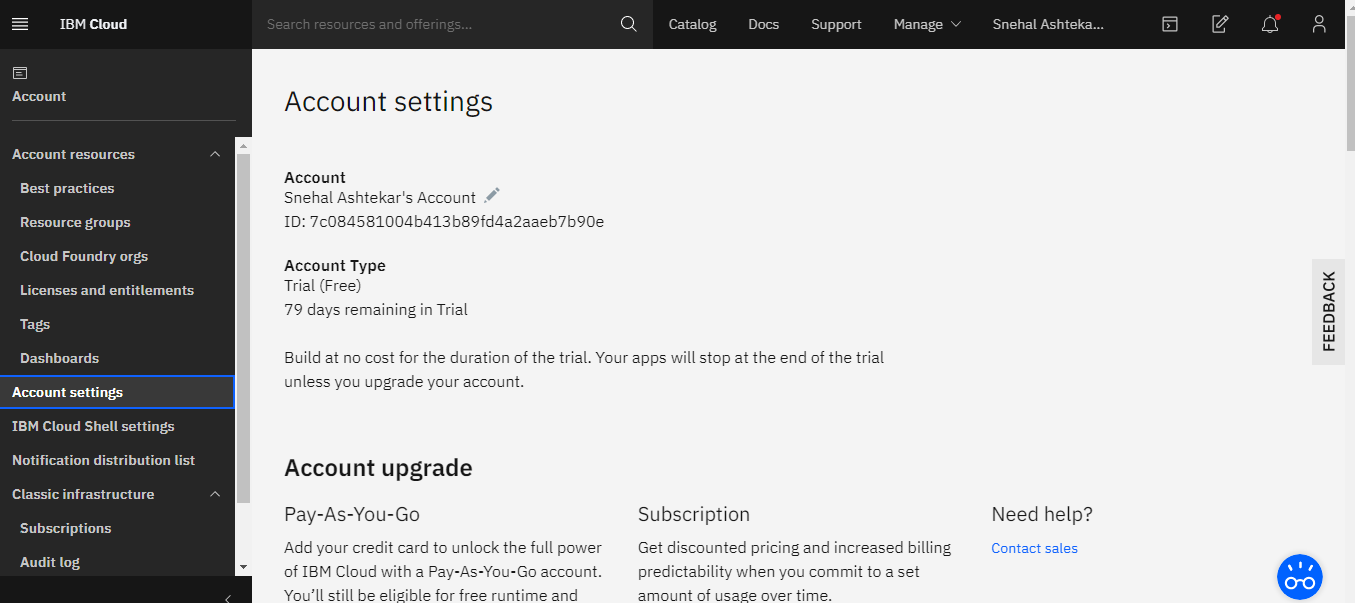 IBM Cloud
Search resources and offerings...
Catalog
Docs
Support
Manage
Snehal Ashteka...
Account
Account resources
Best practices
Resource groups
Cloud Foundry orgs
Licenses and entitlements
Tags
Dashboards
Account settings
IBM Cloud Shell settings
Notification distribution list
Classic infrastructure
Subscriptions
Audit log
Account settings
Account
Snehal Ashtekar's Account
ID: 7c084581004b413b89fd4a2aaeb7b90e
Account Type
Trial (Free)
79 days remaining in Trial
Build at no cost for the duration of the trial. Your apps will stop at the end of the trial
unless you upgrade your account.
Account upgrade
Pay-As-You-Go
Add your credit card to unlock the full power
of IBM Cloud with a Pay-As-You-Go account.
You’ll still be eligible for free runtime and
Subscription
Get discounted pricing and increased billing
predictability when you commit to a set
amount of usage over time.
Need help?
Contact sales
FEEDBACK